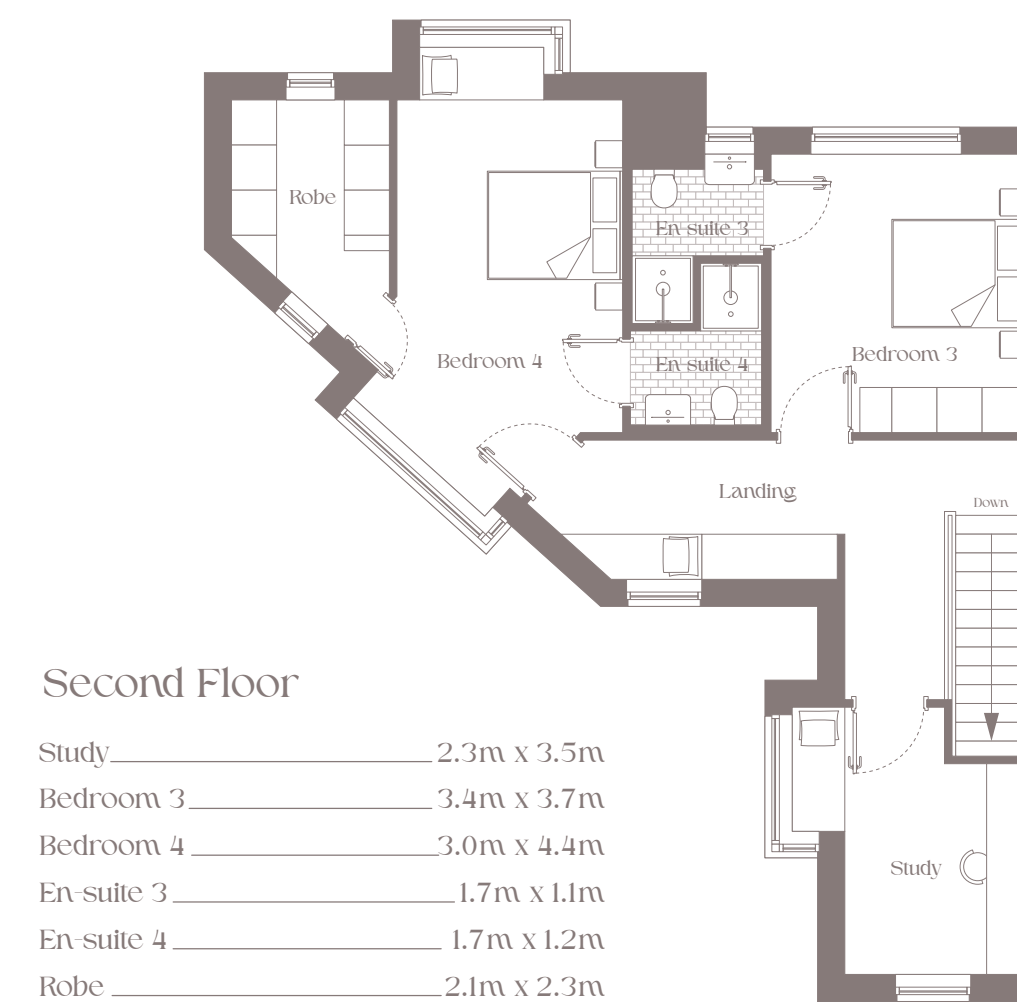 Robe
En suite 3
Bedroom 4
En suite 4
Bedroom 3
Landing
Down
Study
Second Floor
Study 2.3m x 3.5m
Bedroom 3 3.4m x 3.7m
Bedroom 4 3.0m x 4.4m
En-suite 3 1.7m x 1.1m
En-suite 4 1.7m x 1.2m
Robe 2.1m x 2.3m